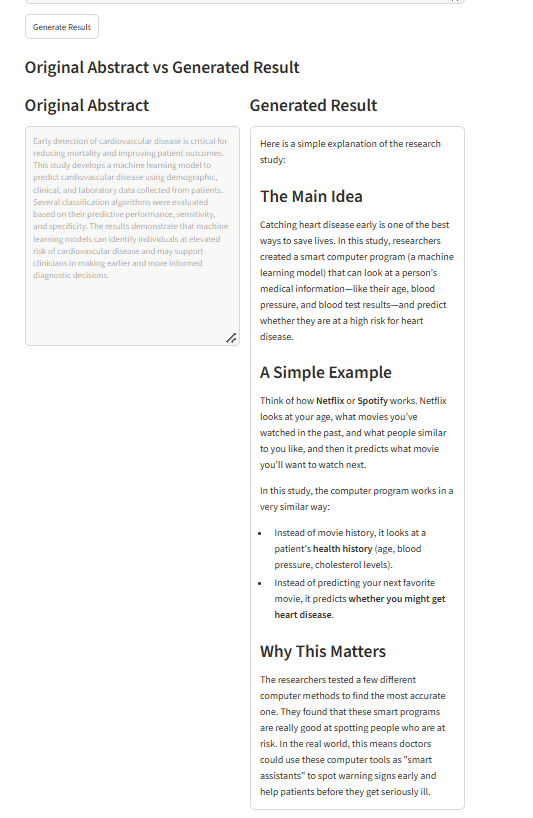 Generate Result
Original Abstract vs Generated Result
Original Abstract
Early detection of cardiovascular disease is critical for
reducing mortality and improving patient outcomes.
This study develops a machine learning model to
predict cardiovascular disease using demographic,
clinical, and laboratory data collected from patients.
Several classification algorithms were evaluated
based on their predictive performance, sensitivity,
and specificity. The results demonstrate that machine
learning models can identify individuals at elevated
risk of cardiovascular disease and may support
clinicians in making earlier and more informed
diagnostic decisions.
Generated Result
Here is a simple explanation of the research
study:
The Main Idea
Catching heart disease early is one of the best
ways to save lives. In this study, researchers
created a smart computer program (a machine
learning model) that can look at a person's
medical information—like their age, blood
pressure, and blood test results—and predict
whether they are at a high risk for heart
disease.
A Simple Example
Think of how Netflix or Spotify works. Netflix
looks at your age, what movies you've
watched in the past, and what people similar
to you like, and then it predicts what movie
you'll want to watch next.
In this study, the computer program works in a
very similar way:
• Instead of movie history, it looks at a
patient's health history (age, blood
pressure, cholesterol levels).
• Instead of predicting your next favorite
movie, it predicts whether you might get
heart disease.
Why This Matters
The researchers tested a few different
computer methods to find the most accurate
one. They found that these smart programs
are really good at spotting people who are at
risk. In the real world, this means doctors
could use these computer tools as "smart
assistants" to spot warning signs early and
help patients before they get seriously ill.